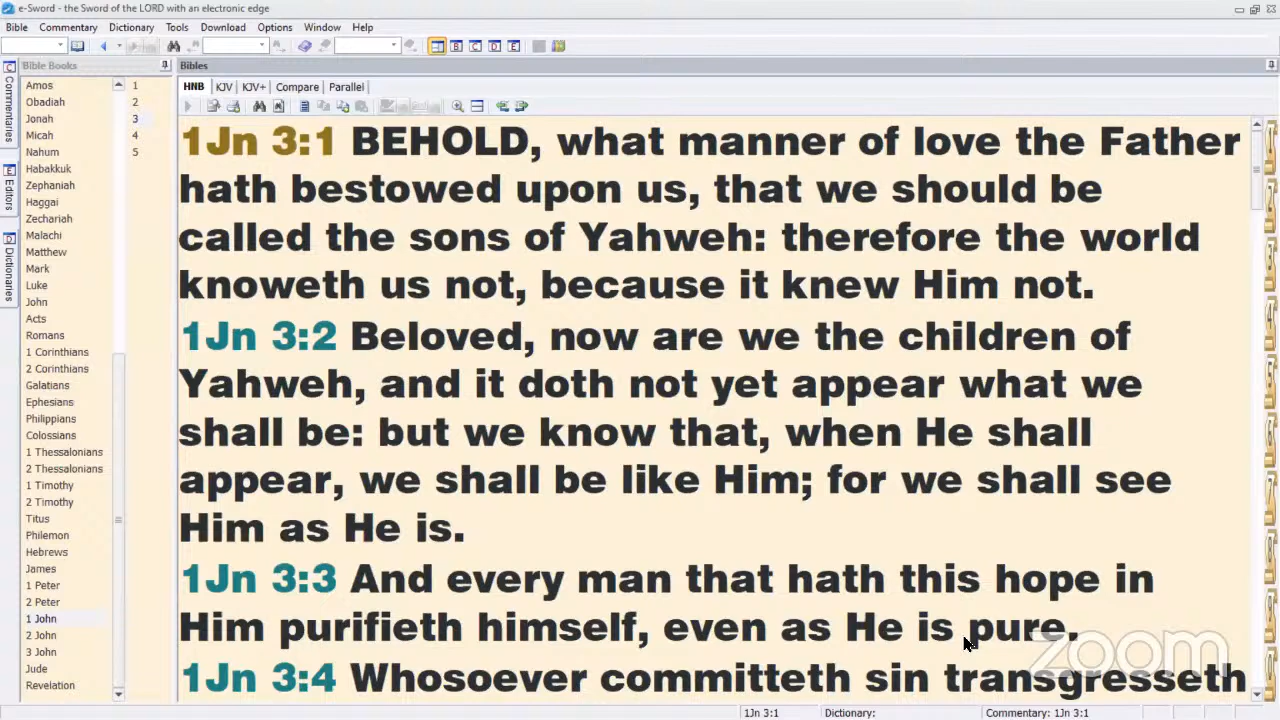 e-Sword - the Sword of the LORD with an electronic edge
Bible Commentary Dictionary Tools Download Options Window Help
B C D E
Commentaries
Editors
Dictionaries
Bible Books
Amos
Obadiah
Jonah
Micah
Nahum
Habakkuk
Zephaniah
Haggai
Zechariah
Malachi
Matthew
Mark
Luke
John
Acts
Romans
1 Corinthians
2 Corinthians
Galatians
Ephesians
Philippians
Colossians
1 Thessalonians
2 Thessalonians
1 Timothy
2 Timothy
Titus
Philemon
Hebrews
James
1 Peter
2 Peter
1 John
2 John
3 John
Jude
Revelation
1
2
3
4
5
Bibles
HNB KJV KJV+ Compare Parallel
1Jn 3:1 BEHOLD, what manner of love the Father
hath bestowed upon us, that we should be
called the sons of Yahweh: therefore the world
knoweth us not, because it knew Him not.
1Jn 3:2 Beloved, now are we the children of
Yahweh, and it doth not yet appear what we
shall be: but we know that, when He shall
appear, we shall be like Him; for we shall see
Him as He is.
1Jn 3:3 And every man that hath this hope in
Him purifieth himself, even as He is pure.
1Jn 3:4 Whosoever committeth sin transgresseth
zoom
1Jn 3:1 Dictionary: Commentary: 1Jn 3:1